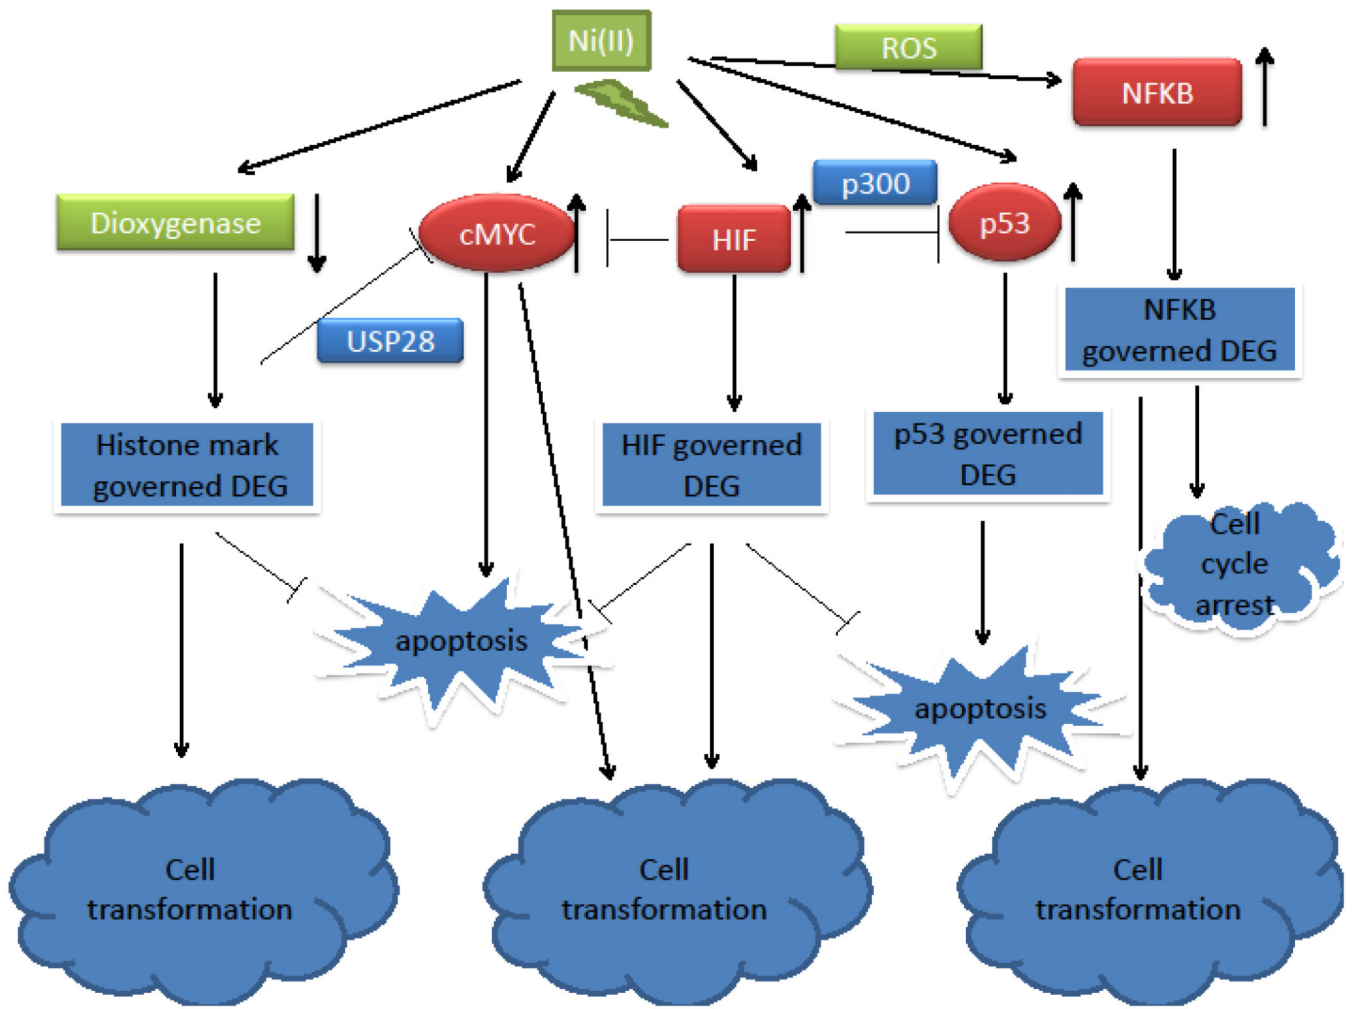 Ni(II)
ROS
NFKB
p300
Dioxygenase
cMYC
HIF
p53
USP28
NFKB
governed DEG
Histone mark
governed DEG
HIF governed
DEG
p53 governed
DEG
Cell
cycle
arrest
apoptosis
apoptosis
Cell
transformation
Cell
transformation
Cell
transformation